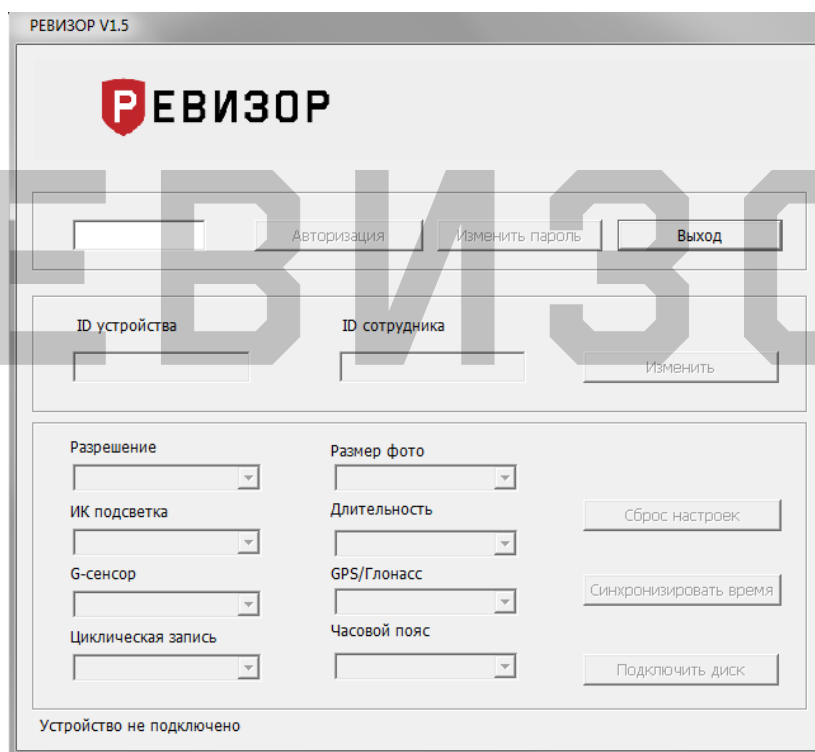 РЕВИЗОР V1.5
РЕВИЗОР
ЕВИЗО
Авторизация Изменить пароль Выход
ID устройства ID сотрудника
Изменить
Разрешение Размер фото
ИК подсветка Длительность Сброс настроек
G-сенсор GPS/Глонасс Синхронизировать время
Циклическая запись Часовой пояс
Подключить диск
Устройство не подключено